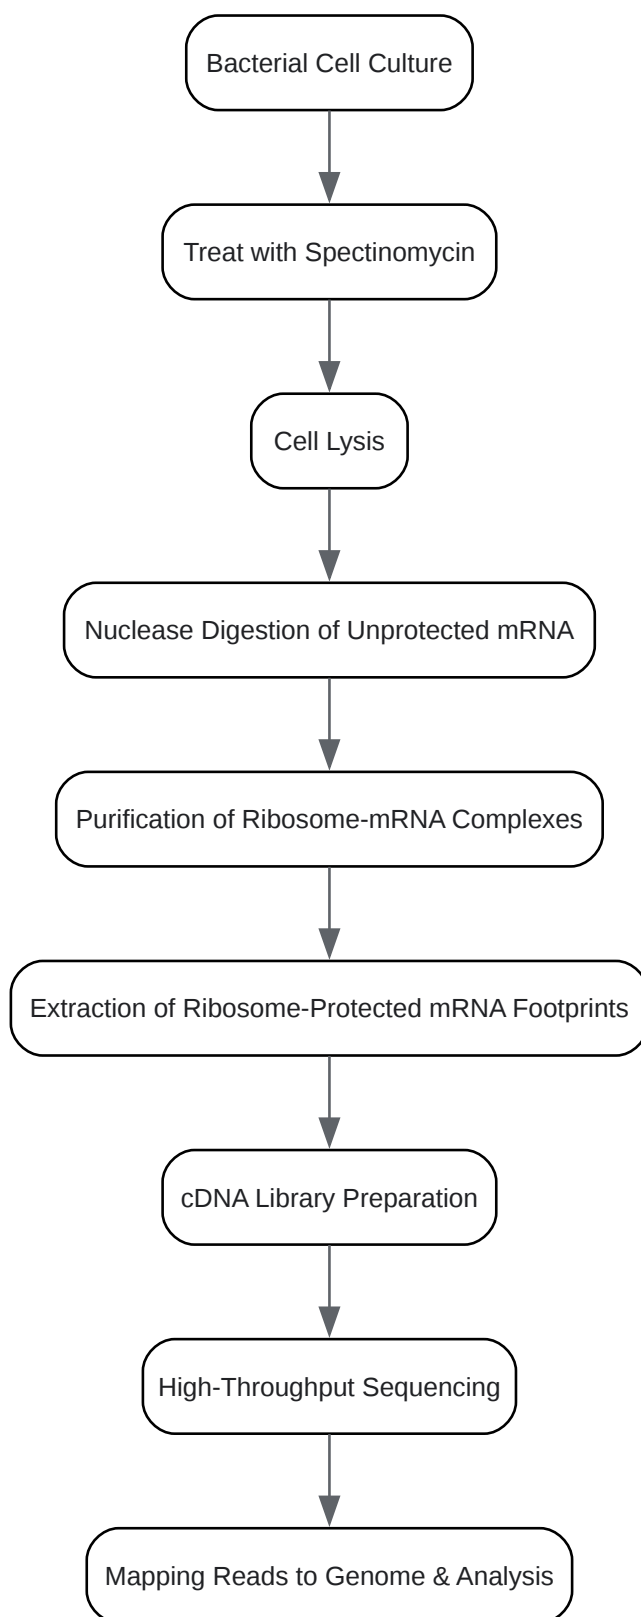 Bacterial Cell Culture
Treat with Spectinomycin
Cell Lysis
Nuclease Digestion of Unprotected mRNA
Purification of Ribosome-mRNA Complexes
Extraction of Ribosome-Protected mRNA Footprints
cDNA Library Preparation
High-Throughput Sequencing
Mapping Reads to Genome & Analysis